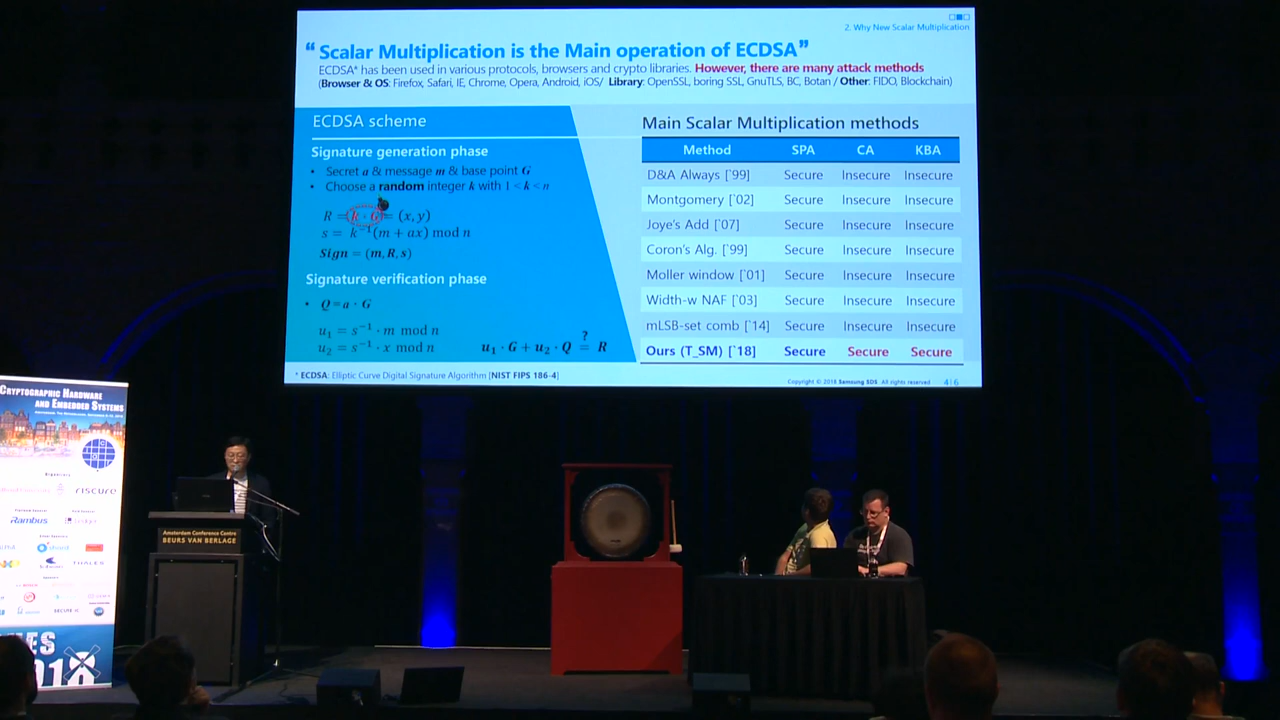 2. Why New Scalar Multiplication
“ Scalar Multiplication is the Main operation of ECDSA”
ECDSA* has been used in various protocols, browsers and crypto libraries. However, there are many attack methods
(Browser & OS: Firefox, Safari, IE, Chrome, Opera, Android, iOS/ Library: OpenSSL, boring SSL, GnuTLS, BC, Botan / Other: FIDO, Blockchain)
ECDSA scheme
Signature generation phase
• Secret a & message m & base point G
• Choose a random integer k with 1 < k < n
R = k · G = (x, y)
s = k⁻¹(m + ax) mod n
Sign = (m, R, s)
Signature verification phase
• Q = a · G
u₁ = s⁻¹ · m mod n
u₂ = s⁻¹ · x mod n
u₁ · G + u₂ · Q ≟ R
* ECDSA: Elliptic Curve Digital Signature Algorithm [NIST FIPS 186-4]
Main Scalar Multiplication methods
Method SPA CA KBA
D&A Always [`99] Secure Insecure Insecure
Montgomery [`02] Secure Insecure Insecure
Joye's Add [`07] Secure Insecure Insecure
Coron's Alg. [`99] Secure Insecure Insecure
Moller window [`01] Secure Insecure Insecure
Width-w NAF [`03] Secure Insecure Insecure
mLSB-set comb [`14] Secure Insecure Insecure
Ours (T_SM) [`18] Secure Secure Secure
Copyright © 2018 Samsung SDS All rights reserved 4|6
Cryptographic Hardware
and Embedded Systems
riscure
Rambus
THALES
Amsterdam Conference Centre
BEURS VAN BERLAGE